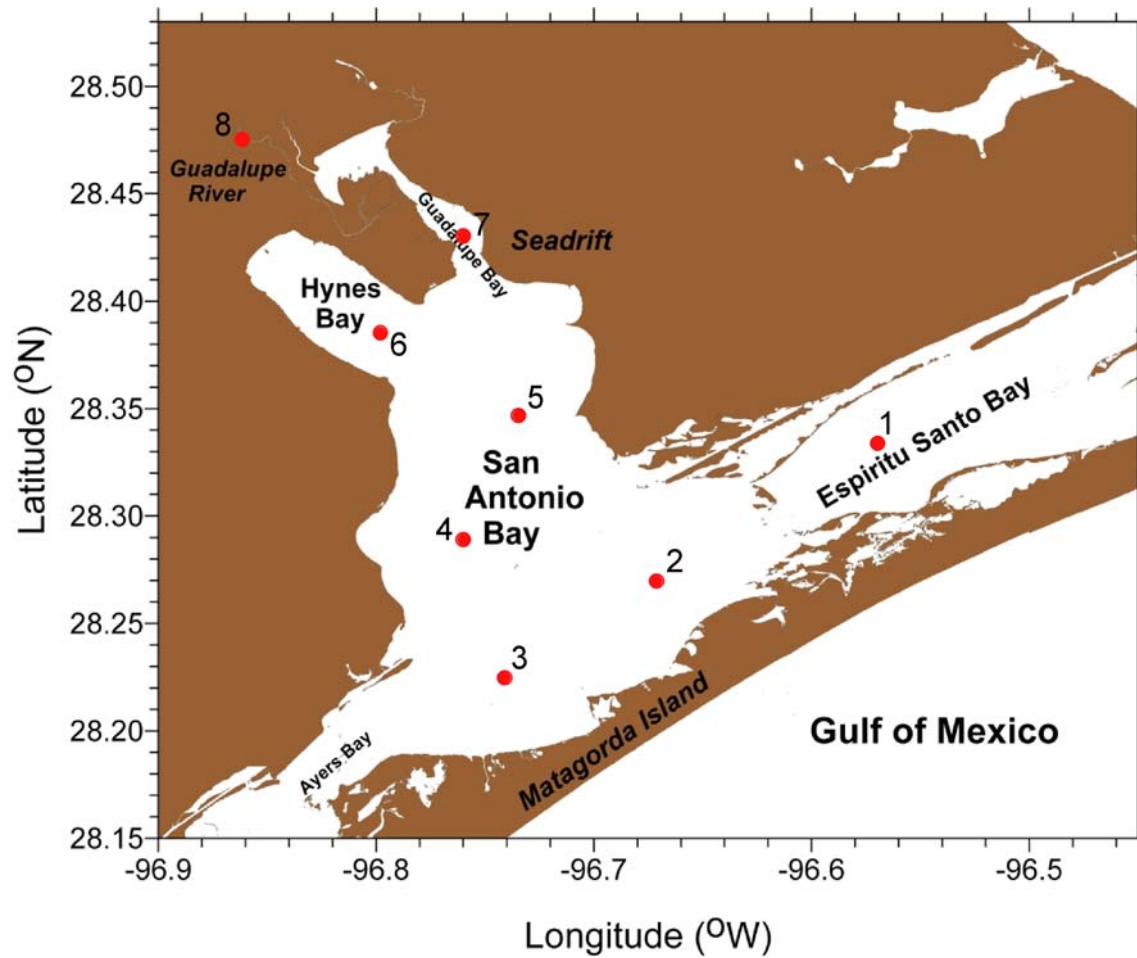 28.50
28.45
28.40
28.35
28.30
28.25
28.20
28.15
Latitude (ºN)
8
Guadalupe
River
7
Guadalupe Bay
Seadrift
Hynes
Bay
6
5
1
Espiritu Santo Bay
San
Antonio
Bay
4
2
3
Matagorda Island
Gulf of Mexico
Ayers Bay
-96.9
-96.8
-96.7
-96.6
-96.5
Longitude (ºW)